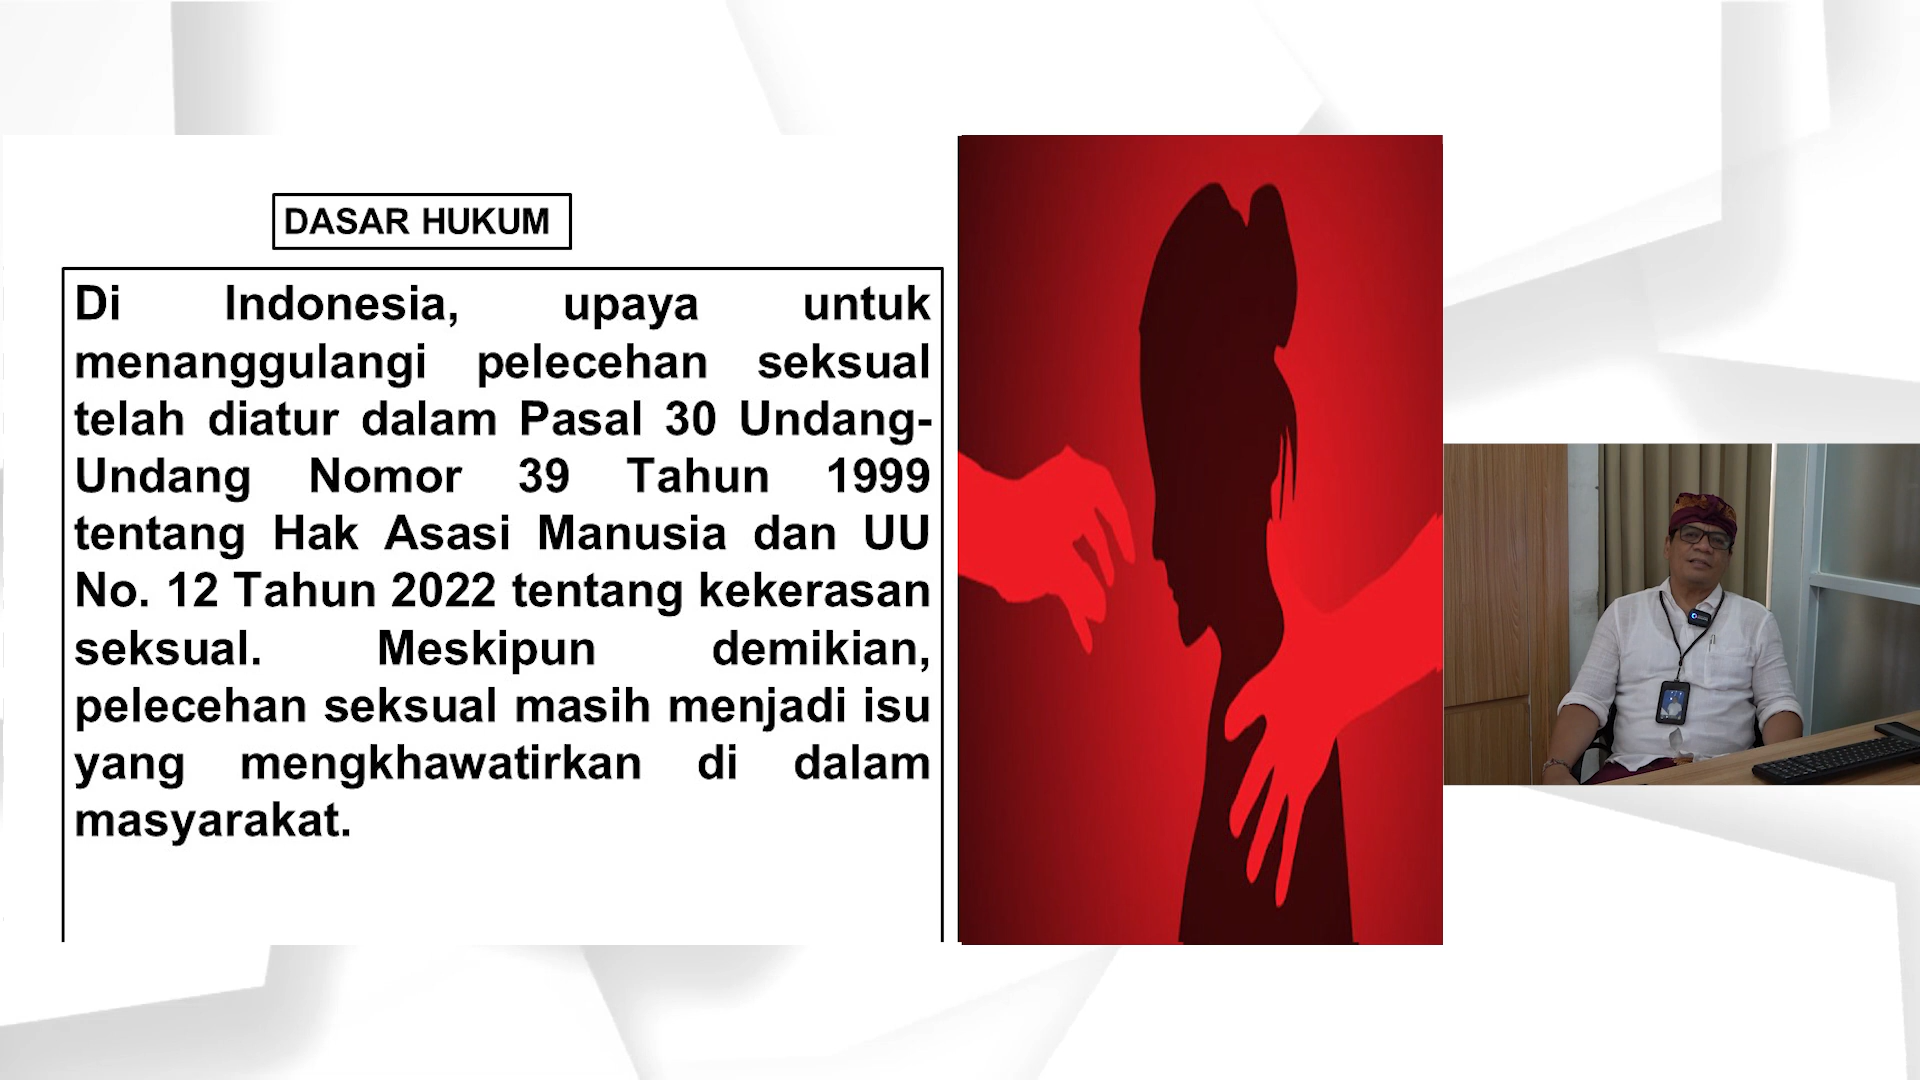 DASAR HUKUM
Di Indonesia, upaya untuk
menanggulangi pelecehan seksual
telah diatur dalam Pasal 30 Undang-
Undang Nomor 39 Tahun 1999
tentang Hak Asasi Manusia dan UU
No. 12 Tahun 2022 tentang kekerasan
seksual. Meskipun demikian,
pelecehan seksual masih menjadi isu
yang mengkhawatirkan di dalam
masyarakat.